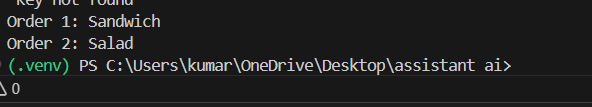 key not found
Order 1: Sandwich
Order 2: Salad
(.venv) PS C:\Users\kumar\OneDrive\Desktop\assistant ai>
0